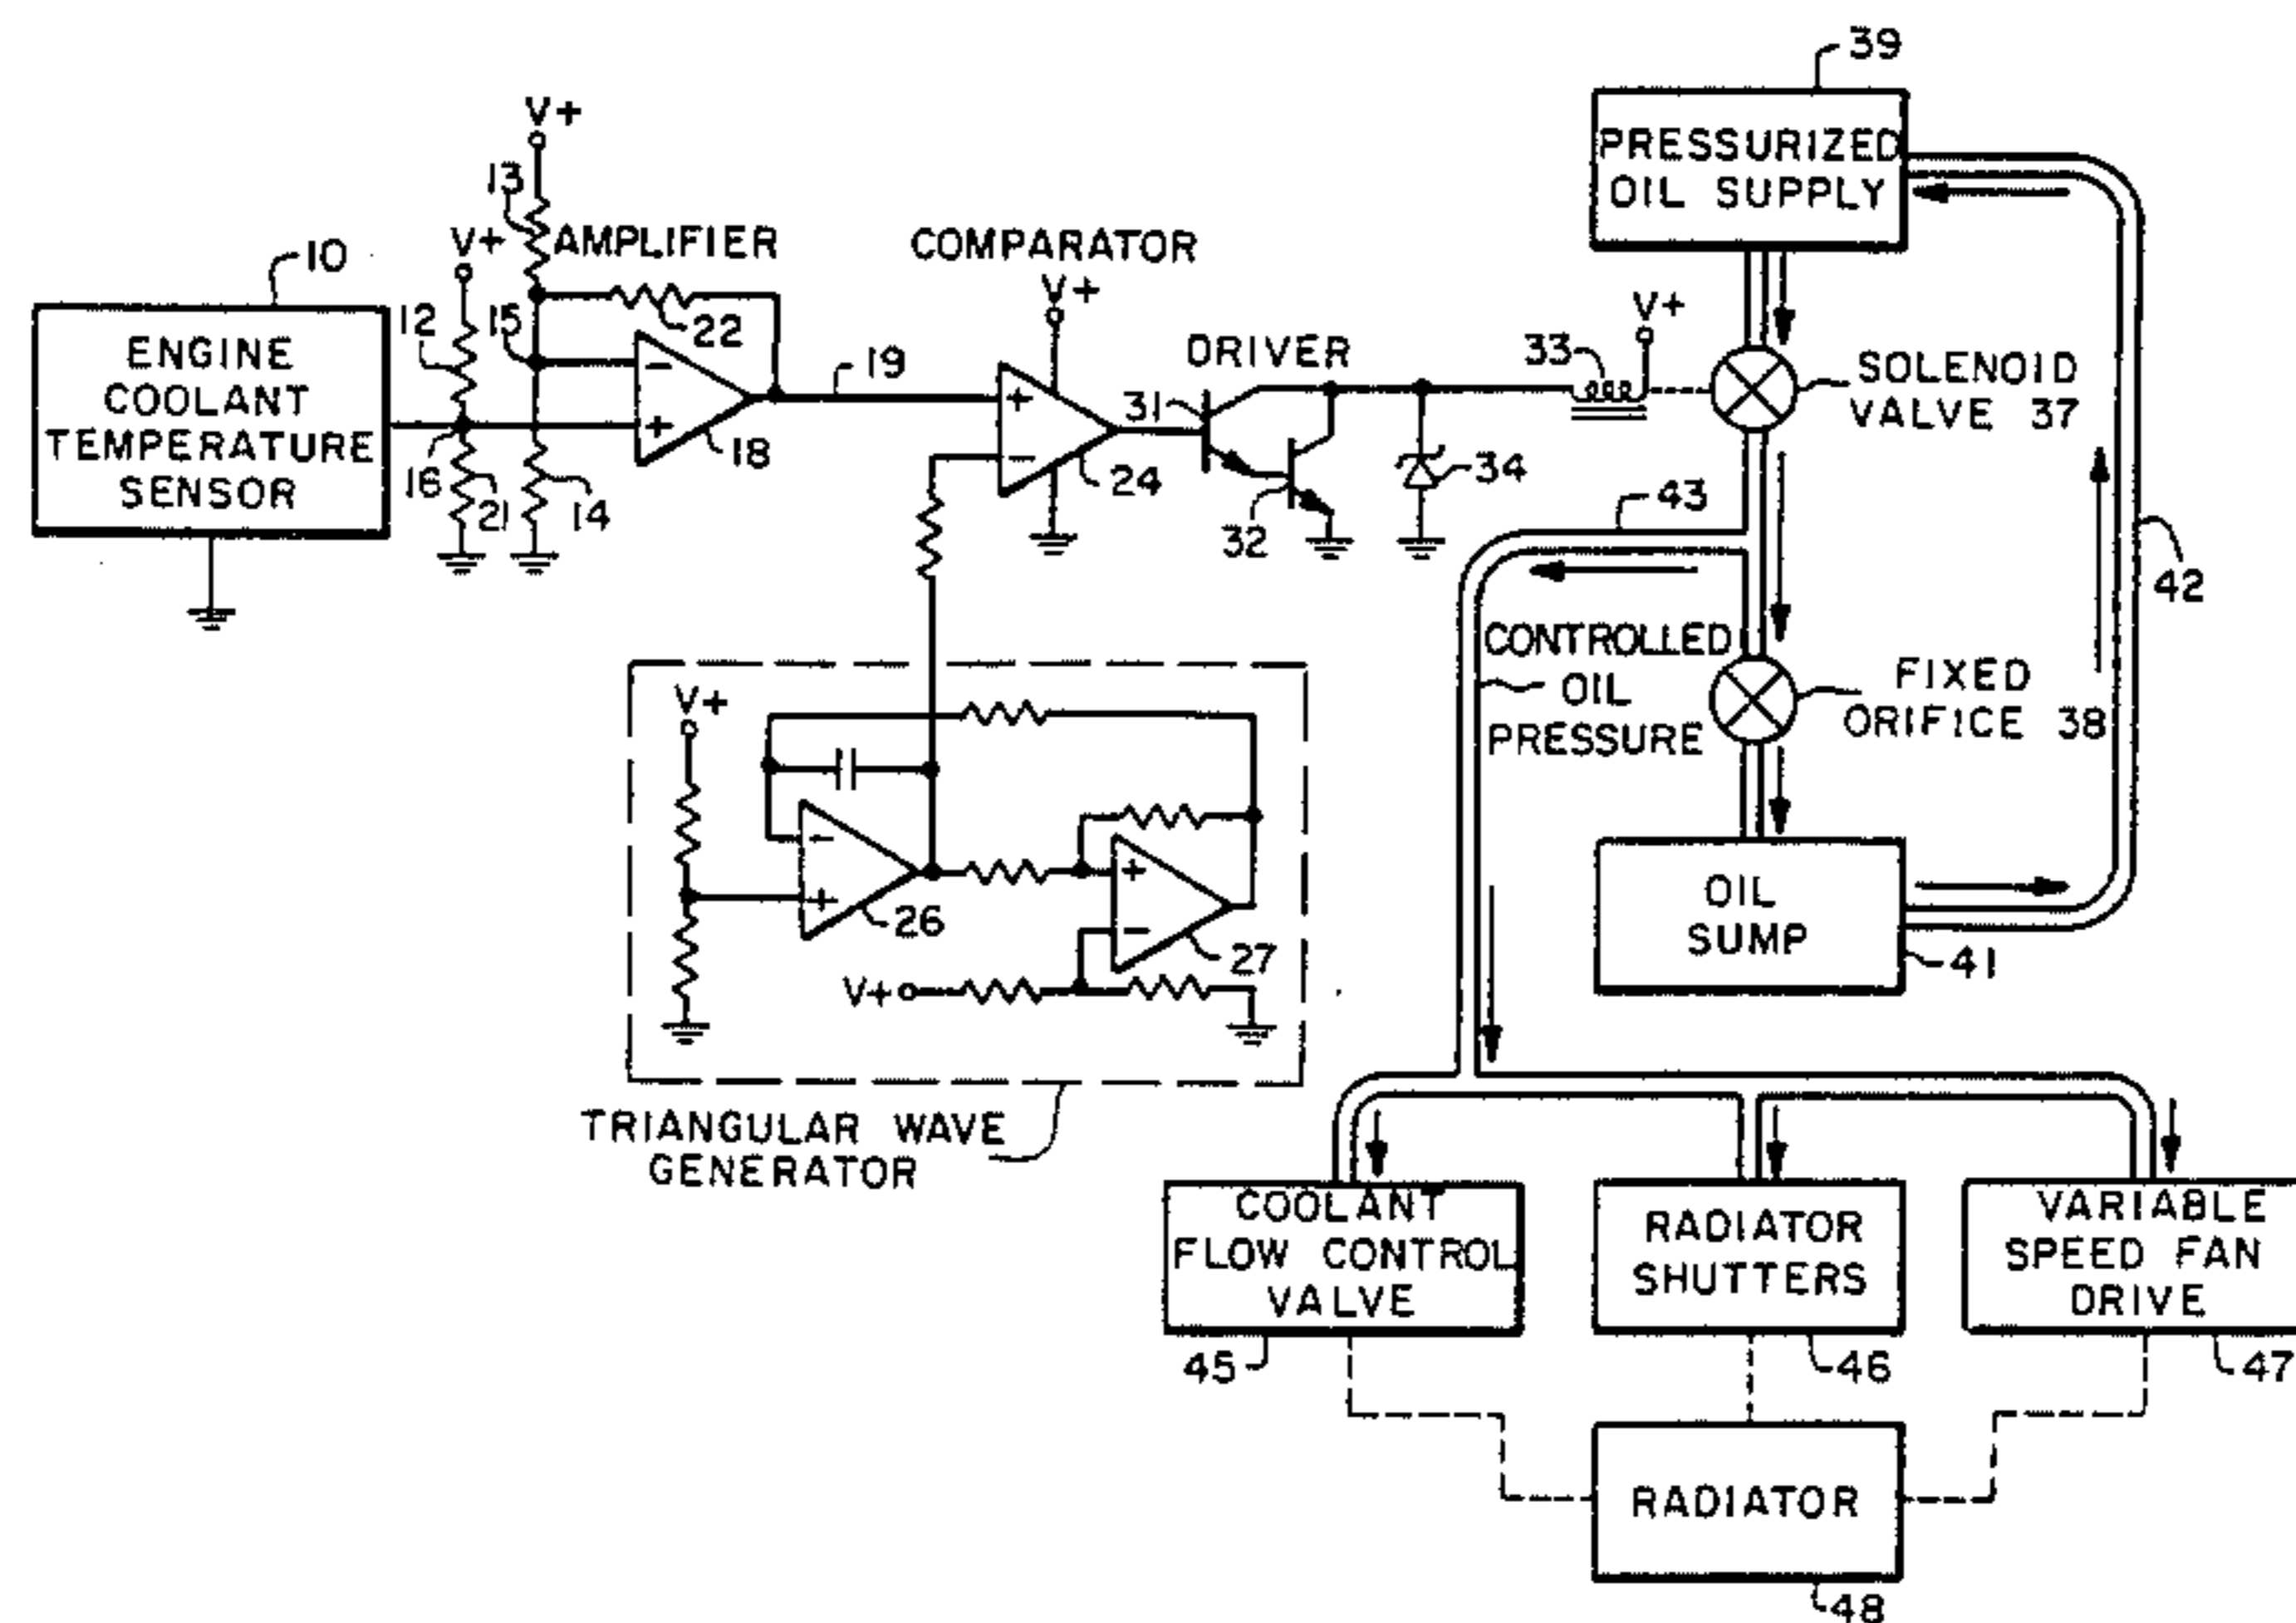 39
V+
PRESSURIZED
OIL SUPPLY
13
V+
AMPLIFIER
COMPARATOR
V+
10
ENGINE
COOLANT
TEMPERATURE
SENSOR
12
15
22
−
+
18
16
21
14
19
+
−
24
DRIVER
31
32
33
V+
34
SOLENOID
VALVE 37
43
42
CONTROLLED
OIL
PRESSURE
FIXED
ORIFICE 38
V+
−
+
26
+
−
27
V+
OIL
SUMP
41
TRIANGULAR WAVE
GENERATOR
COOLANT
FLOW CONTROL
VALVE
45
RADIATOR
SHUTTERS
46
VARIABLE
SPEED FAN
DRIVE
47
RADIATOR
48